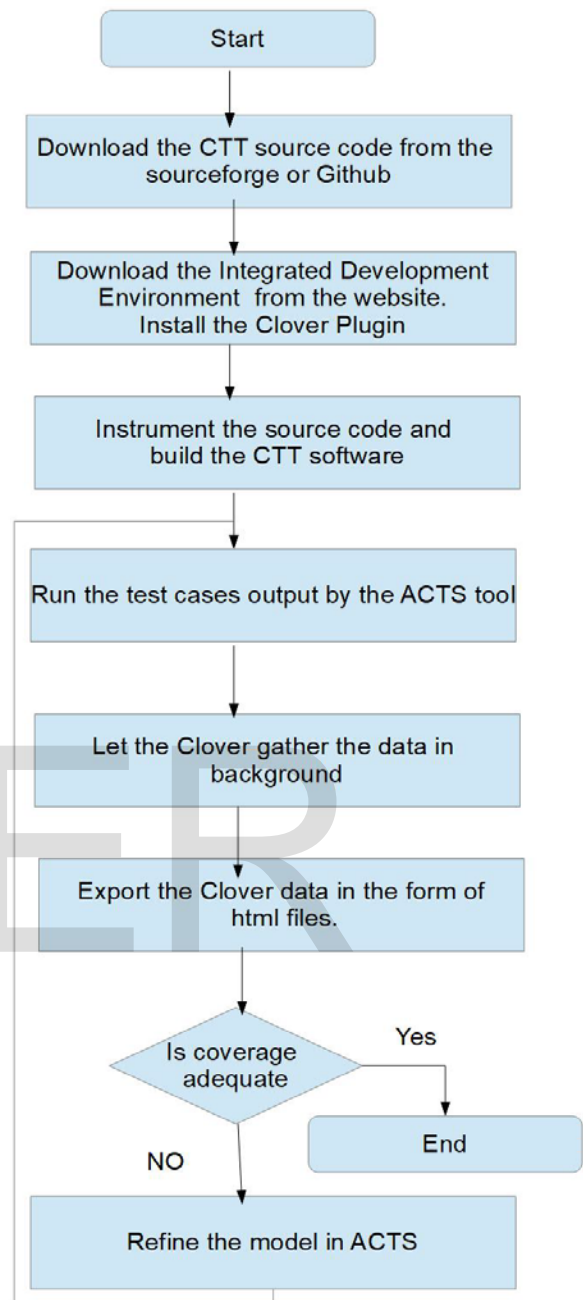 Start
Download the CTT source code from the
sourceforge or Github
Download the Integrated Development
Environment from the website.
Install the Clover Plugin
Instrument the source code and
build the CTT software
Run the test cases output by the ACTS tool
Let the Clover gather the data in
background
ER
Export the Clover data in the form of
html files.
Is coverage
adequate
Yes
End
NO
Refine the model in ACTS